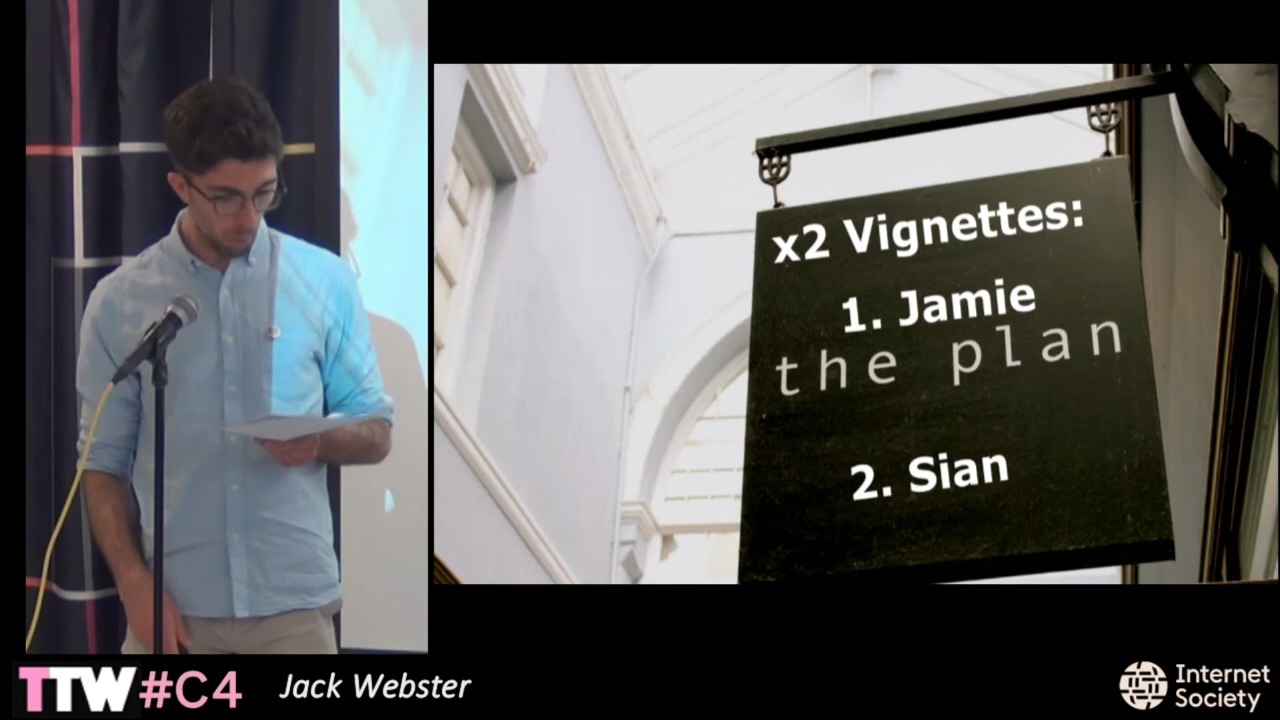 x2 Vignettes:
1. Jamie
the plan
2. Sian
TTW#C4
Jack Webster
Internet
Society